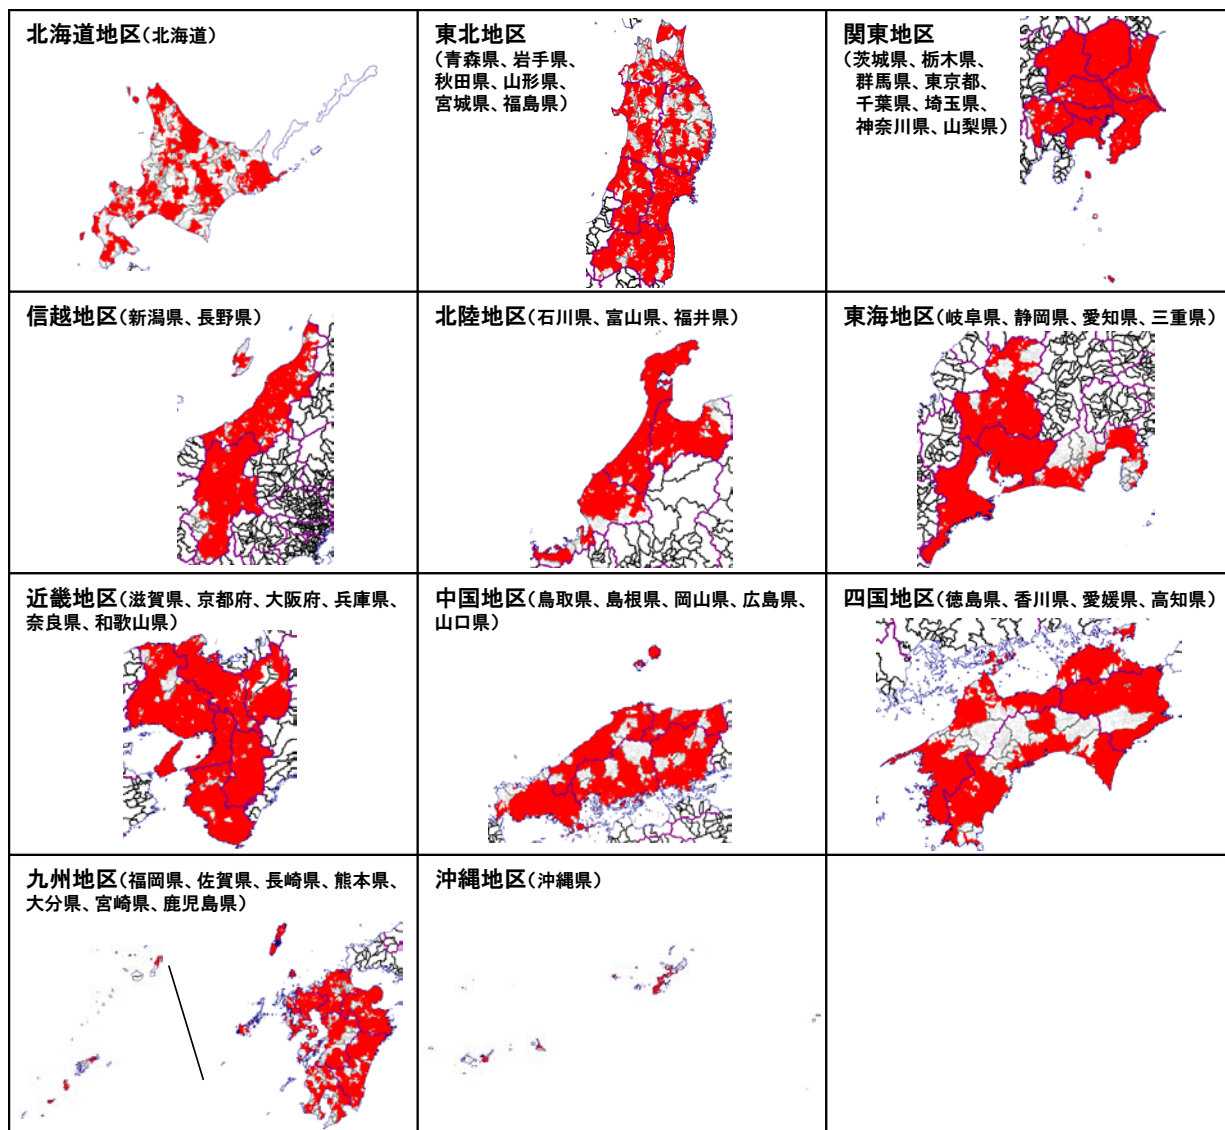 北海道地区(北海道)
東北地区
(青森県、岩手県、
秋田県、山形県、
宮城県、福島県)
関東地区
(茨城県、栃木県、
群馬県、東京都、
千葉県、埼玉県、
神奈川県、山梨県)
信越地区(新潟県、長野県)
北陸地区(石川県、富山県、福井県)
東海地区(岐阜県、静岡県、愛知県、三重県)
近畿地区(滋賀県、京都府、大阪府、兵庫県、
奈良県、和歌山県)
中国地区(鳥取県、島根県、岡山県、広島県、
山口県)
四国地区(徳島県、香川県、愛媛県、高知県)
九州地区(福岡県、佐賀県、長崎県、熊本県、
大分県、宮崎県、鹿児島県)
沖縄地区(沖縄県)